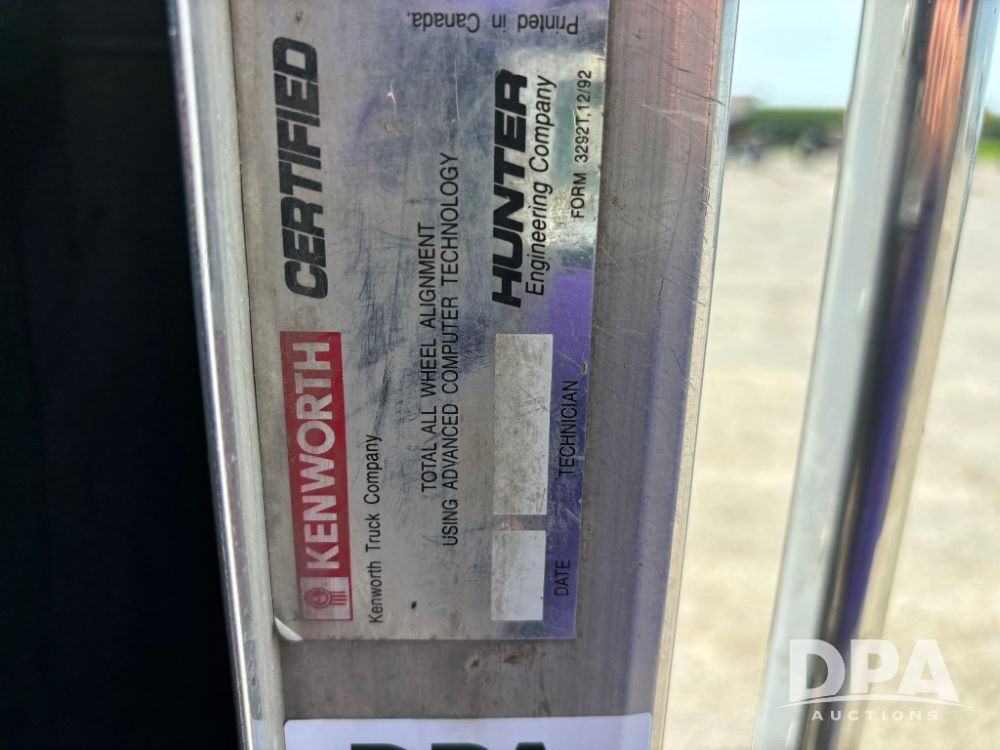 KENWORTH CERTIFIED
Kenworth Truck Company
TOTAL ALL WHEEL ALIGNMENT
USING ADVANCED COMPUTER TECHNOLOGY
HUNTER
Engineering Company
DATE TECHNICIAN
FORM 3292T, 12/92
Printed in
Canada.
DPA
DPA
AUCTIONS